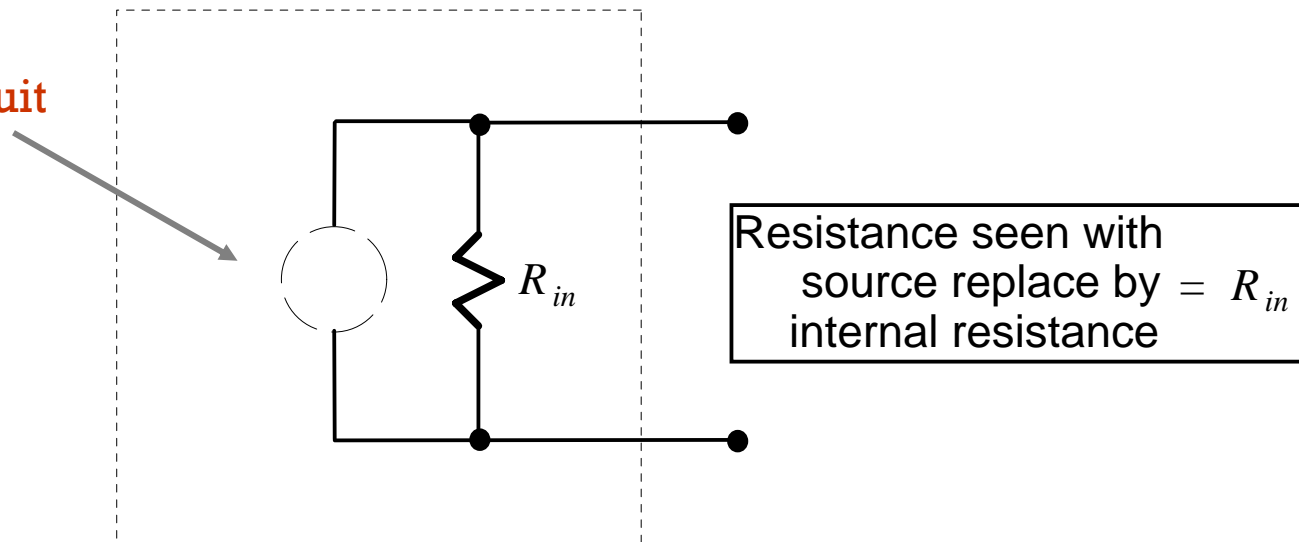 uit
R in
Resistance seen with
source replace by = R in
internal resistance